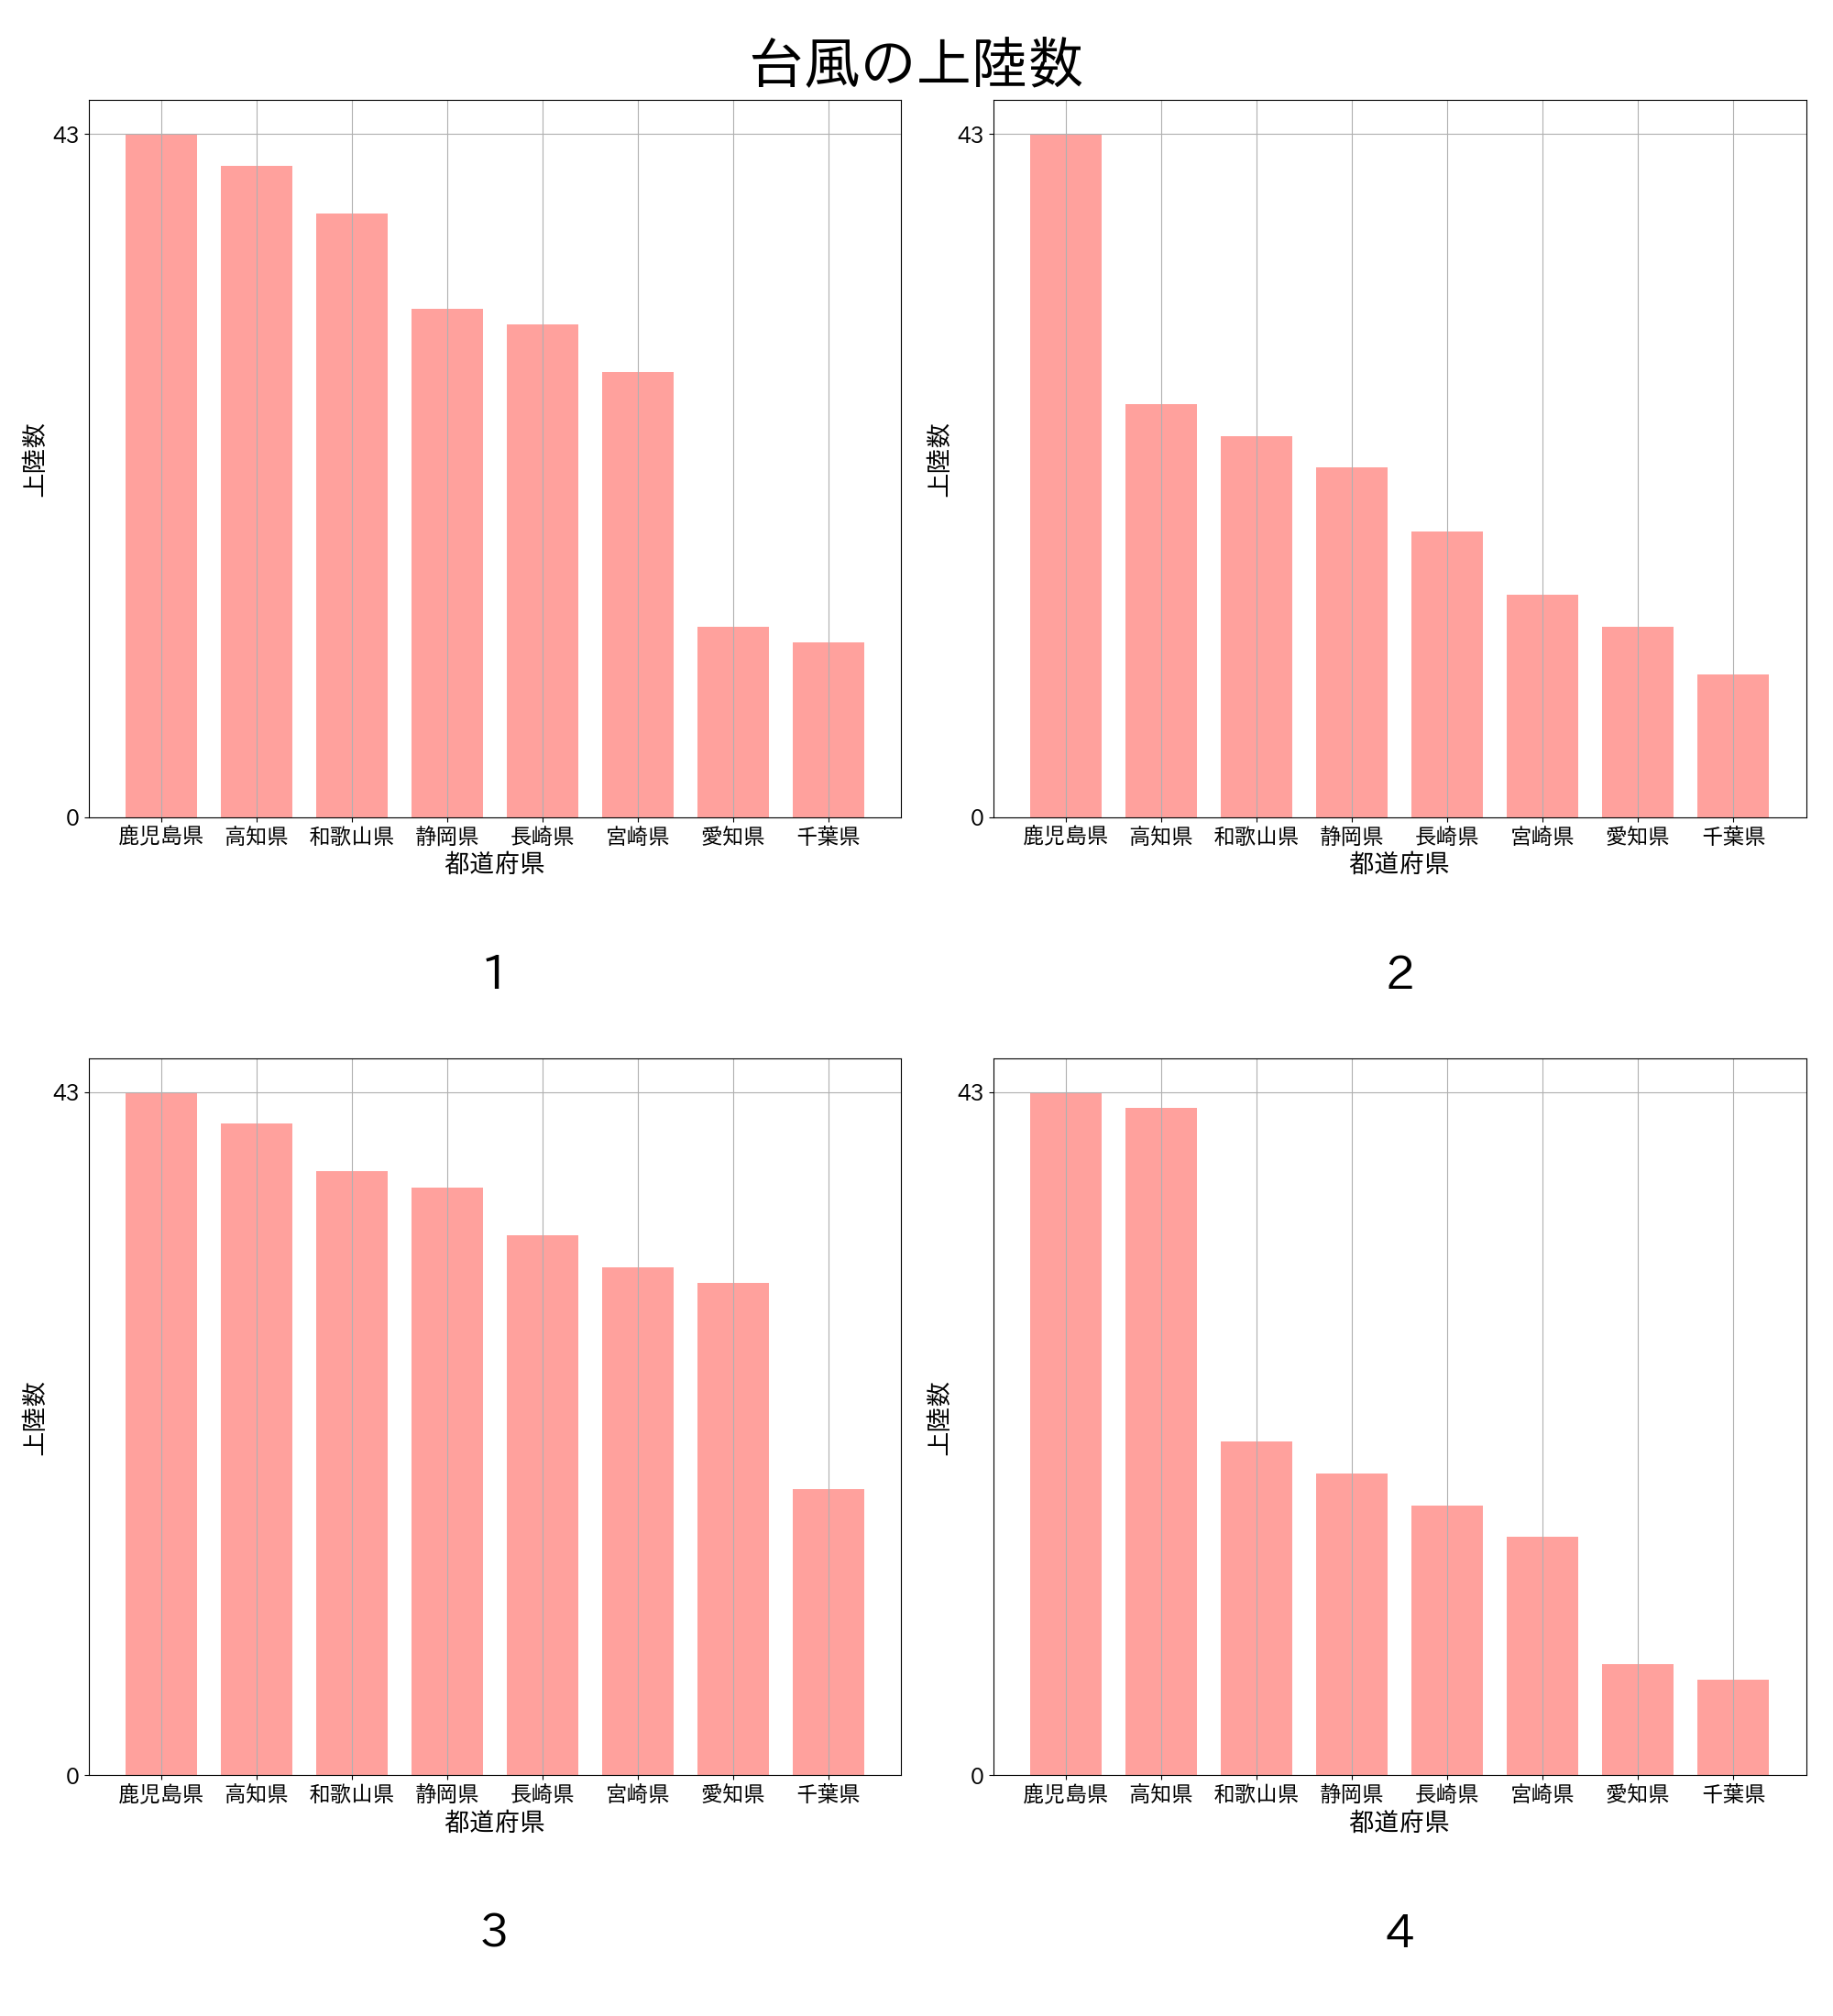 台風の上陸数
43
0
上陸数
鹿児島県 高知県 和歌山県 静岡県 長崎県 宮崎県 愛知県 千葉県
都道府県
1
43
0
上陸数
鹿児島県 高知県 和歌山県 静岡県 長崎県 宮崎県 愛知県 千葉県
都道府県
2
43
0
上陸数
鹿児島県 高知県 和歌山県 静岡県 長崎県 宮崎県 愛知県 千葉県
都道府県
3
43
0
上陸数
鹿児島県 高知県 和歌山県 静岡県 長崎県 宮崎県 愛知県 千葉県
都道府県
4